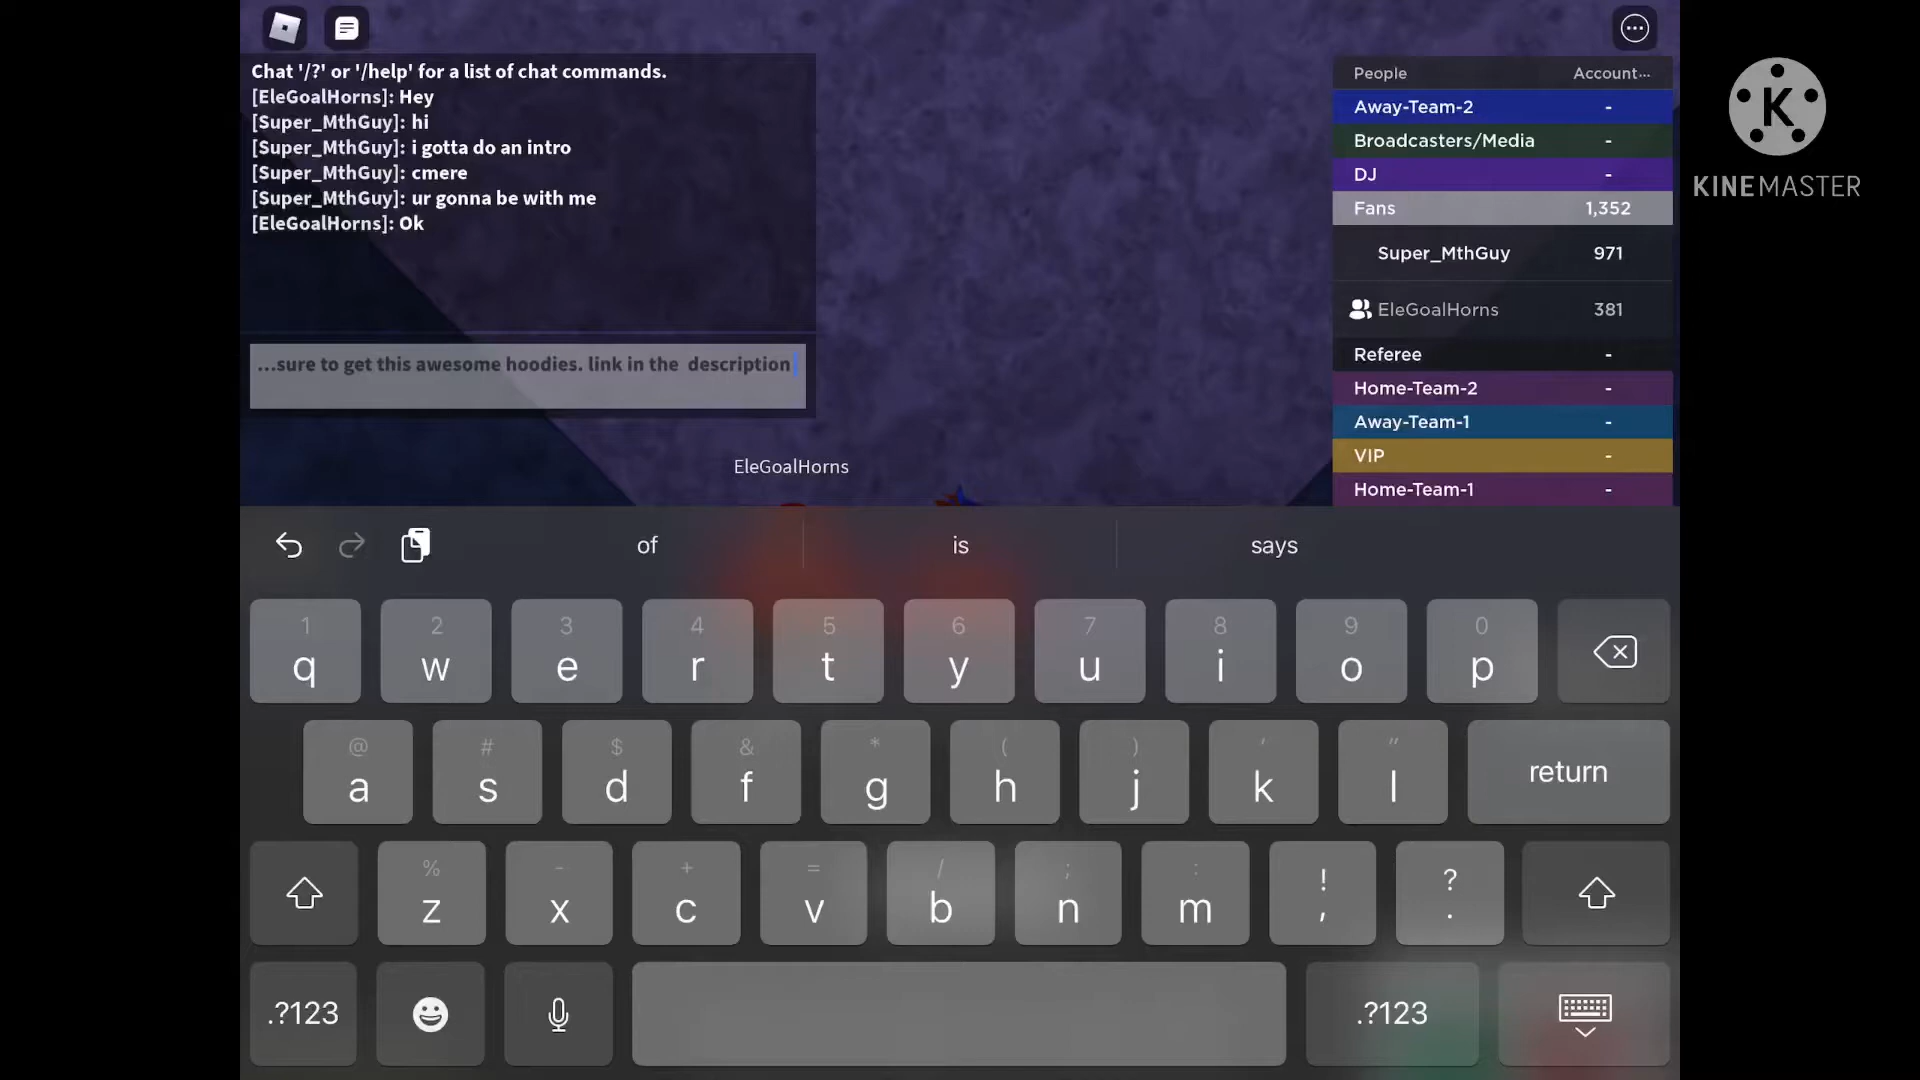 Chat '/?' or '/help' for a list of chat commands.
[EleGoalHorns]: Hey
[Super_MthGuy]: hi
[Super_MthGuy]: i gotta do an intro
[Super_MthGuy]: cmere
[Super_MthGuy]: ur gonna be with me
[EleGoalHorns]: Ok
...sure to get this awesome hoodies. link in the  description
EleGoalHorns
People Account...
Away-Team-2 -
Broadcasters/Media -
DJ -
Fans 1,352
Super_MthGuy 971
EleGoalHorns 381
Referee -
Home-Team-2 -
Away-Team-1 -
VIP -
Home-Team-1 -
K
KINEMASTER
of is says
1 2 3 4 5 6 7 8 9 0
q w e r t y u i o p
@ # $ & * ( ) ' "
a s d f g h j k l return
% - + = / ; : ! ?
z x c v b n m , .
.?123 .?123